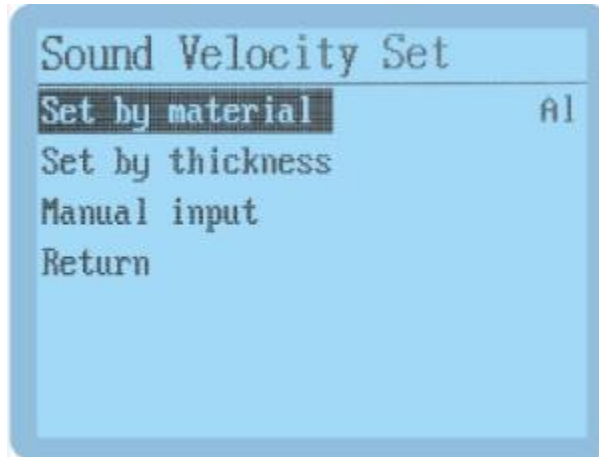 Sound Velocity Set
Set by material Al
Set by thickness
Manual input
Return